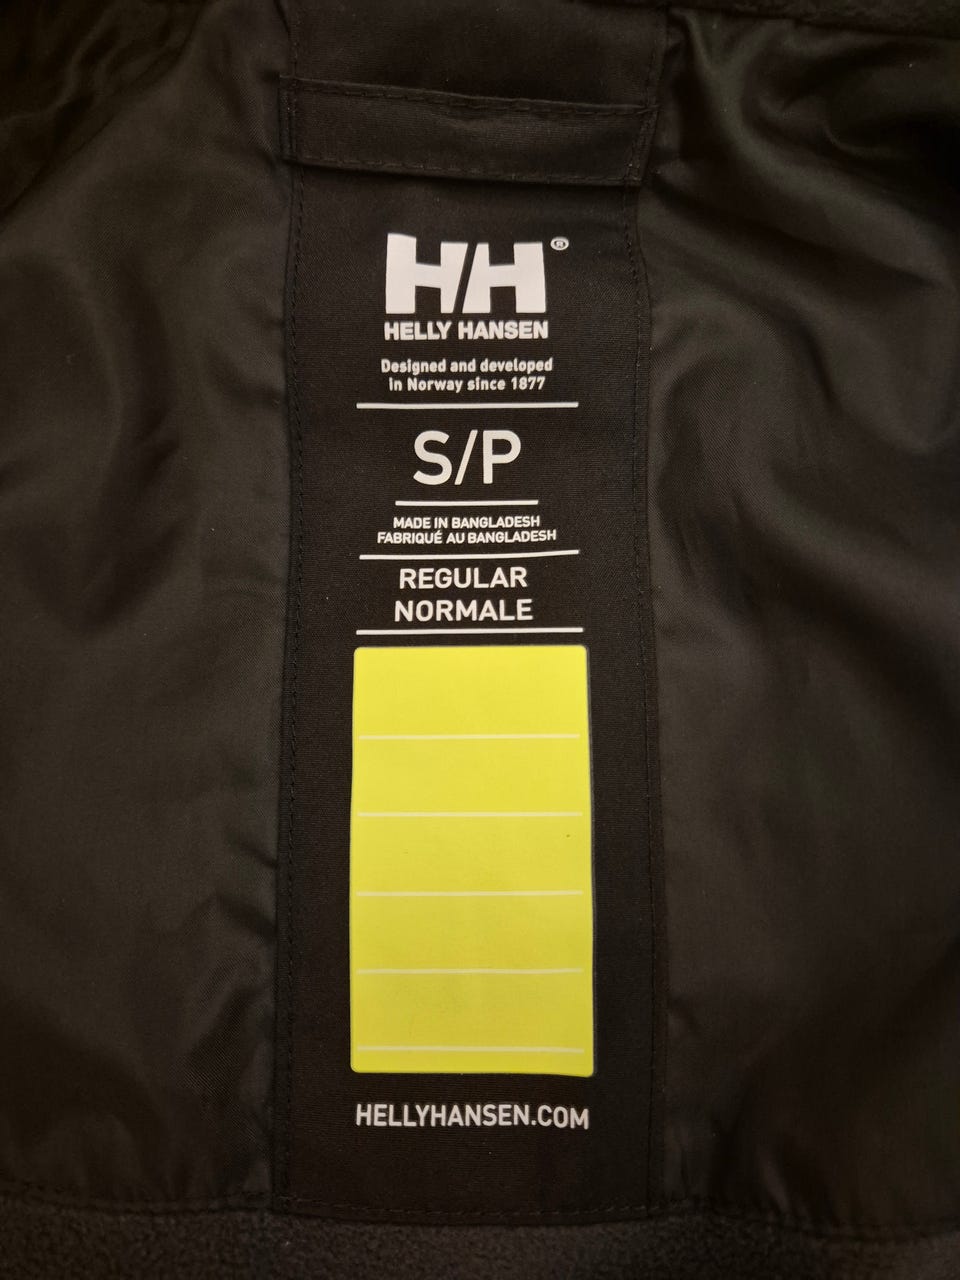 HH®
HELLY HANSEN
Designed and developed
in Norway since 1877
S/P
MADE IN BANGLADESH
FABRIQUÉ AU BANGLADESH
REGULAR
NORMALE
HELLYHANSEN.COM